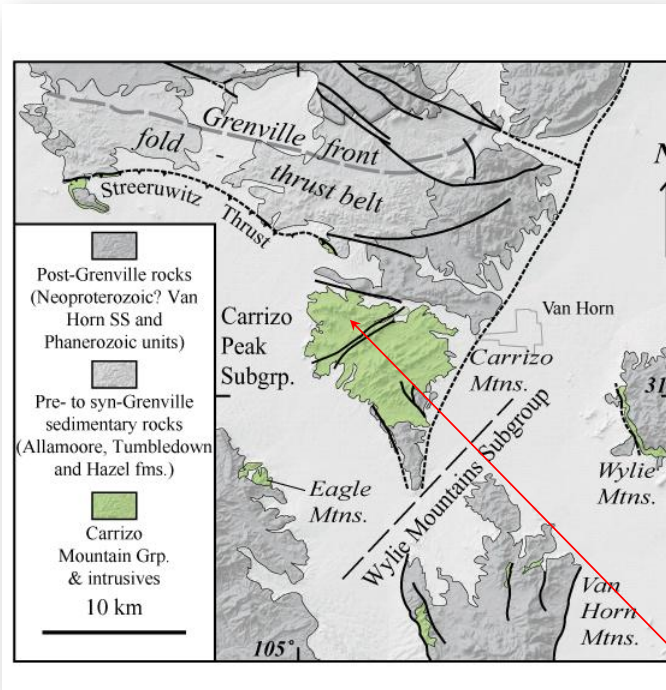 Grenville front
fold
thrust belt
Streeruwitz
Thrust
N
Post-Grenville rocks
(Neoproterozoic? Van
Horn SS and
Phanerozoic units)
Pre- to syn-Grenville
sedimentary rocks
(Allamoore, Tumbledown
and Hazel fms.)
Carrizo
Mountain Grp.
& intrusives
10 km
Carrizo
Peak
Subgrp.
Van Horn
Carrizo
Mtns.
31
Wylie
Mtns.
Eagle
Mtns.
Wylie Mountains Subgroup
Van
Horn
Mtns.
105°